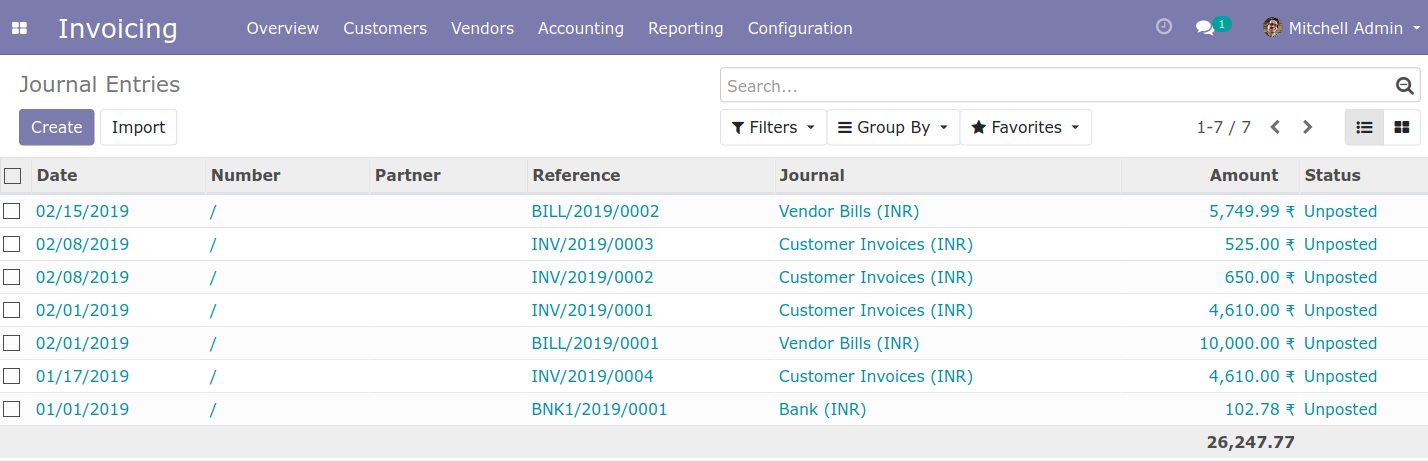 Invoicing Overview Customers Vendors Accounting Reporting Configuration 1 Mitchell Admin
Journal Entries Search...
Create Import Filters Group By Favorites 1-7 / 7
Date Number Partner Reference Journal Amount Status
02/15/2019 / BILL/2019/0002 Vendor Bills (INR) 5,749.99 ₹ Unposted
02/08/2019 / INV/2019/0003 Customer Invoices (INR) 525.00 ₹ Unposted
02/08/2019 / INV/2019/0002 Customer Invoices (INR) 650.00 ₹ Unposted
02/01/2019 / INV/2019/0001 Customer Invoices (INR) 4,610.00 ₹ Unposted
02/01/2019 / BILL/2019/0001 Vendor Bills (INR) 10,000.00 ₹ Unposted
01/17/2019 / INV/2019/0004 Customer Invoices (INR) 4,610.00 ₹ Unposted
01/01/2019 / BNK1/2019/0001 Bank (INR) 102.78 ₹ Unposted
26,247.77